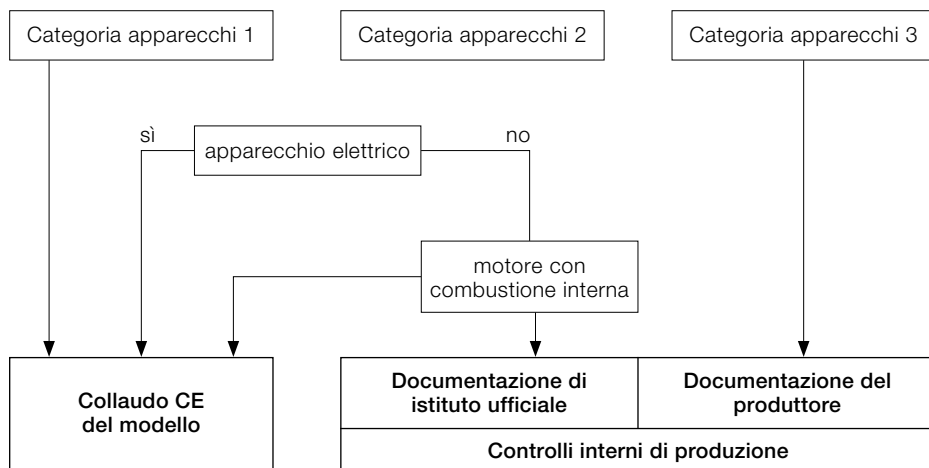 Categoria apparecchi 1
Categoria apparecchi 2
Categoria apparecchi 3
sì
apparecchio elettrico
no
motore con
combustione interna
Collaudo CE
del modello
Documentazione di
istituto ufficiale
Documentazione del
produttore
Controlli interni di produzione